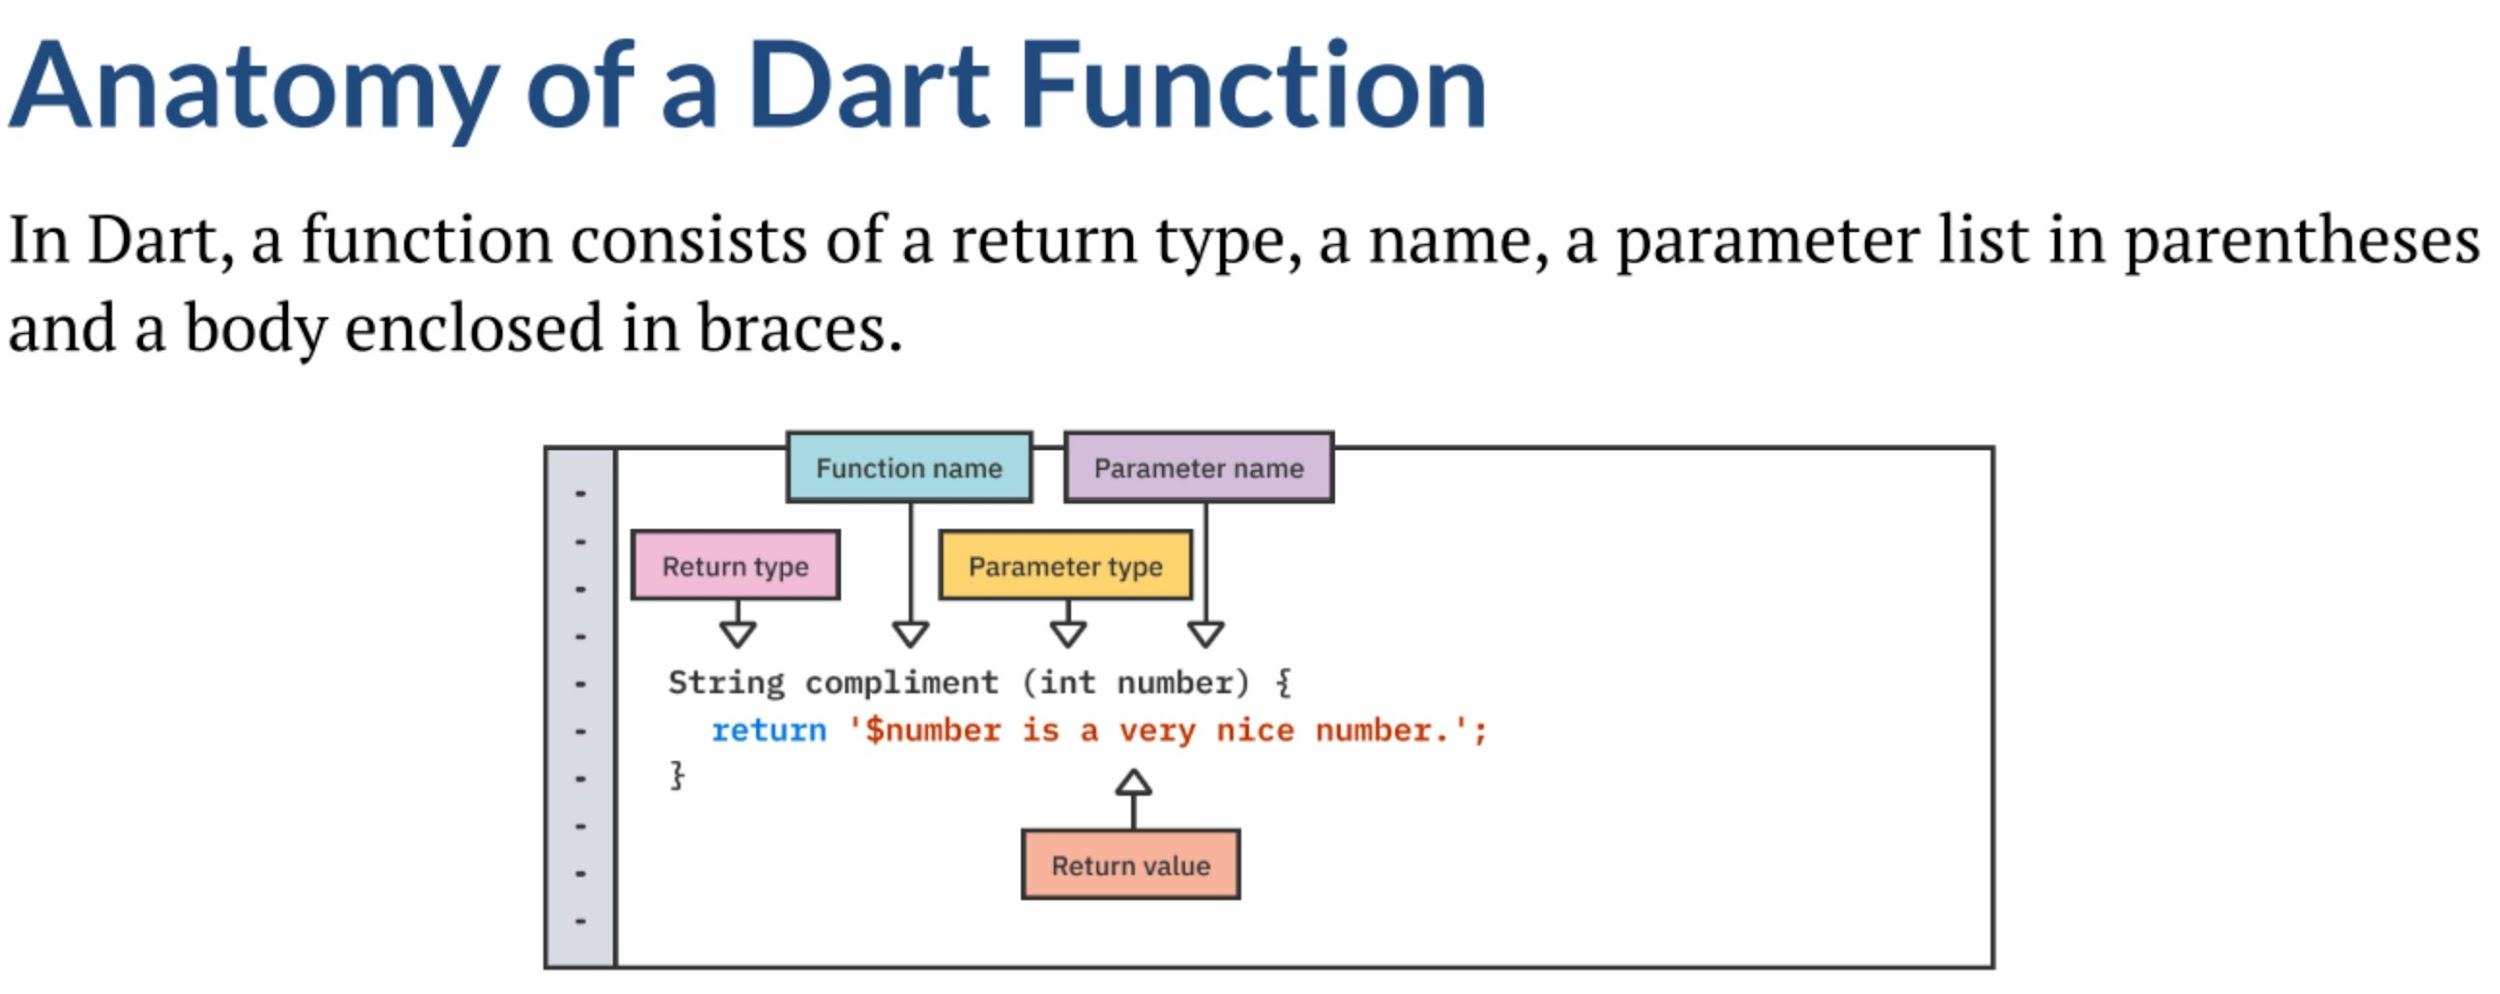 Anatomy of a Dart Function
In Dart, a function consists of a return type, a name, a parameter list in parentheses
and a body enclosed in braces.
Function name
Parameter name
Return type
Parameter type
String compliment (int number) {
return '$number is a very nice number.';
}
Return value